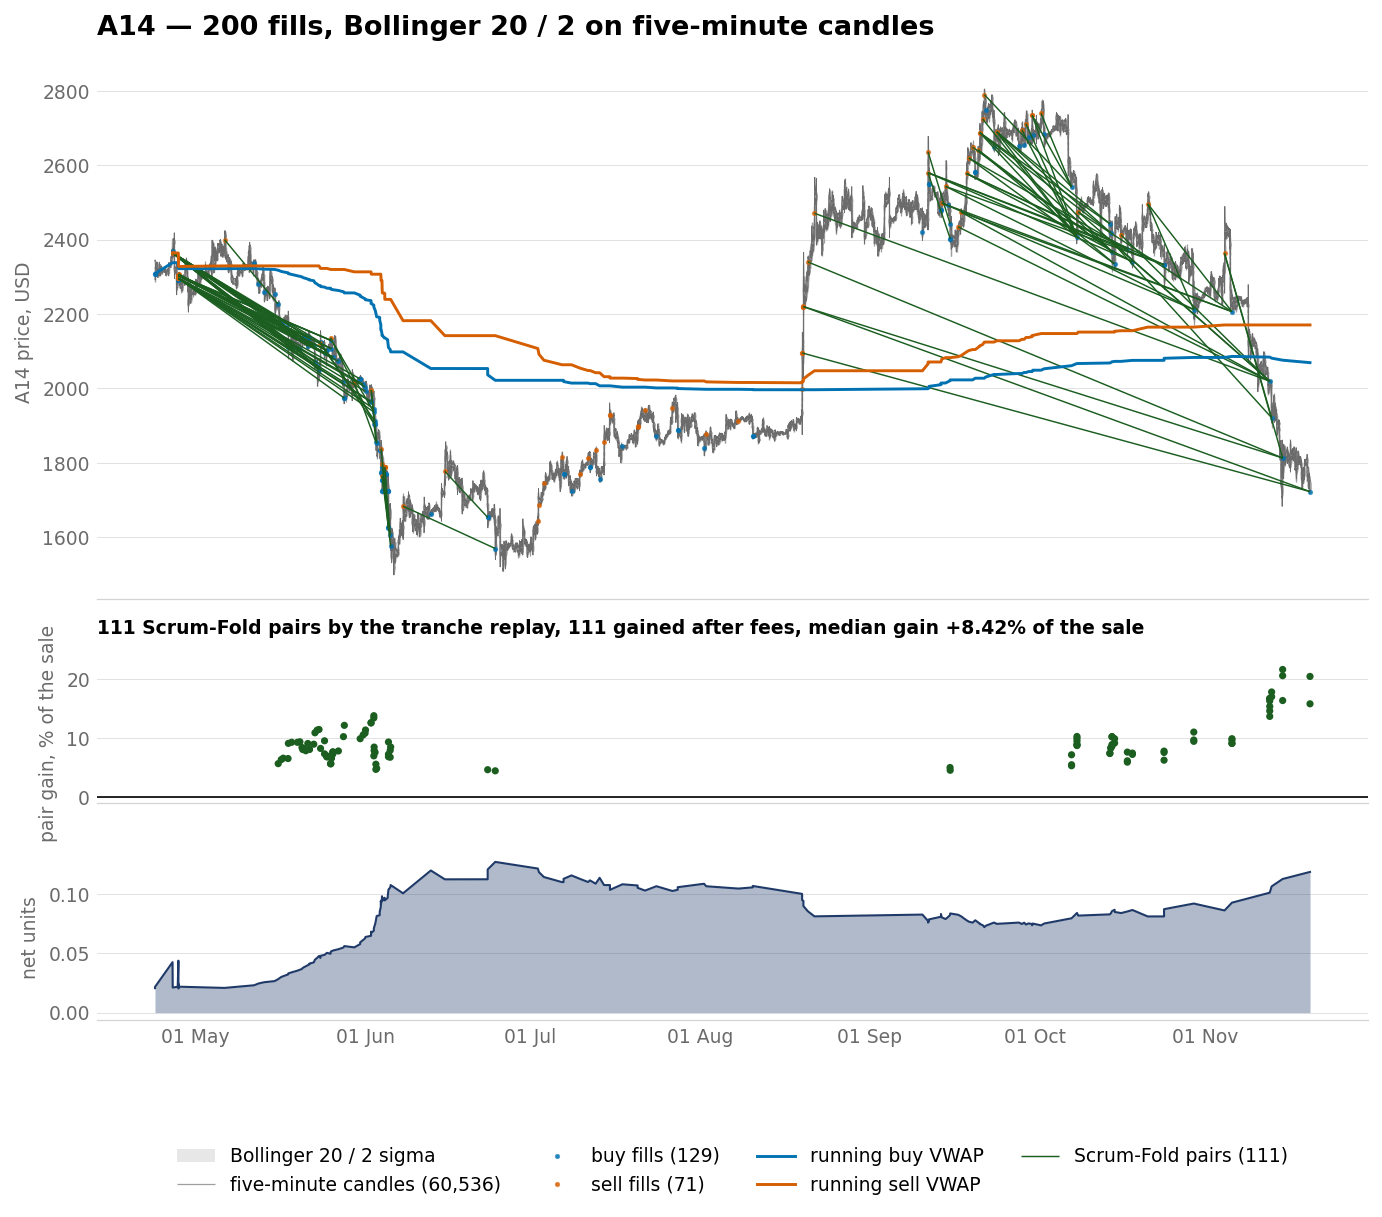 A14 — 200 fills, Bollinger 20 / 2 on five-minute candles
A14 price, USD
2800
2600
2400
2200
2000
1800
1600
111 Scrum-Fold pairs by the tranche replay, 111 gained after fees, median gain +8.42% of the sale
pair gain, % of the sale
20
10
0
net units
0.10
0.05
0.00
01 May 01 Jun 01 Jul 01 Aug 01 Sep 01 Oct 01 Nov
Bollinger 20 / 2 sigma
five-minute candles (60,536)
buy fills (129)
sell fills (71)
running buy VWAP
running sell VWAP
Scrum-Fold pairs (111)